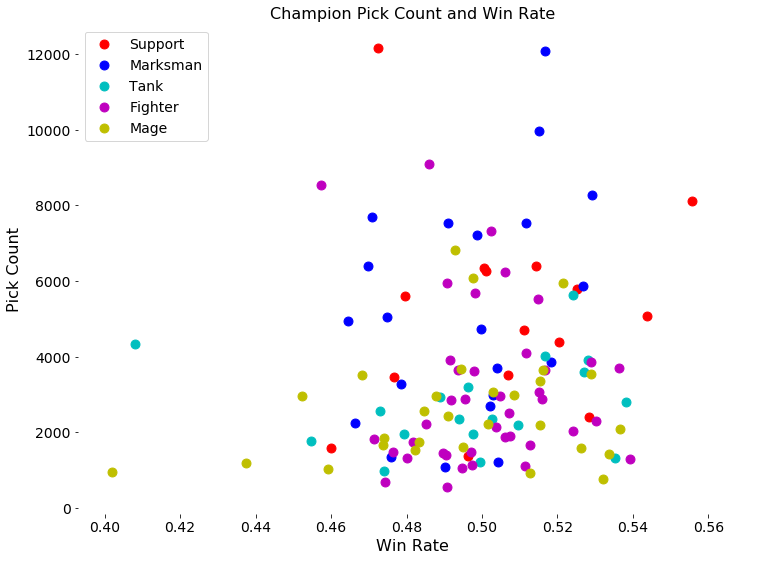 Champion Pick Count and Win Rate
Support
Marksman
Tank
Fighter
Mage
Pick Count
12000
10000
8000
6000
4000
2000
0
0.40 0.42 0.44 0.46 0.48 0.50 0.52 0.54 0.56
Win Rate